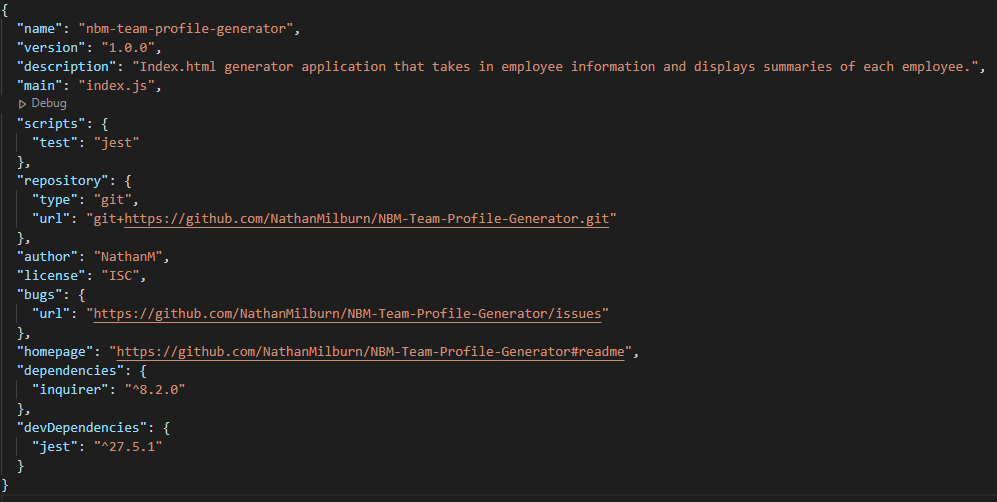 {
  "name": "nbm-team-profile-generator",
  "version": "1.0.0",
  "description": "Index.html generator application that takes in employee information and displays summaries of each employee.",
  "main": "index.js",
  ▷ Debug
  "scripts": {
    "test": "jest"
  },
  "repository": {
    "type": "git",
    "url": "git+https://github.com/NathanMilburn/NBM-Team-Profile-Generator.git"
  },
  "author": "NathanM",
  "license": "ISC",
  "bugs": {
    "url": "https://github.com/NathanMilburn/NBM-Team-Profile-Generator/issues"
  },
  "homepage": "https://github.com/NathanMilburn/NBM-Team-Profile-Generator#readme",
  "dependencies": {
    "inquirer": "^8.2.0"
  },
  "devDependencies": {
    "jest": "^27.5.1"
  }
}